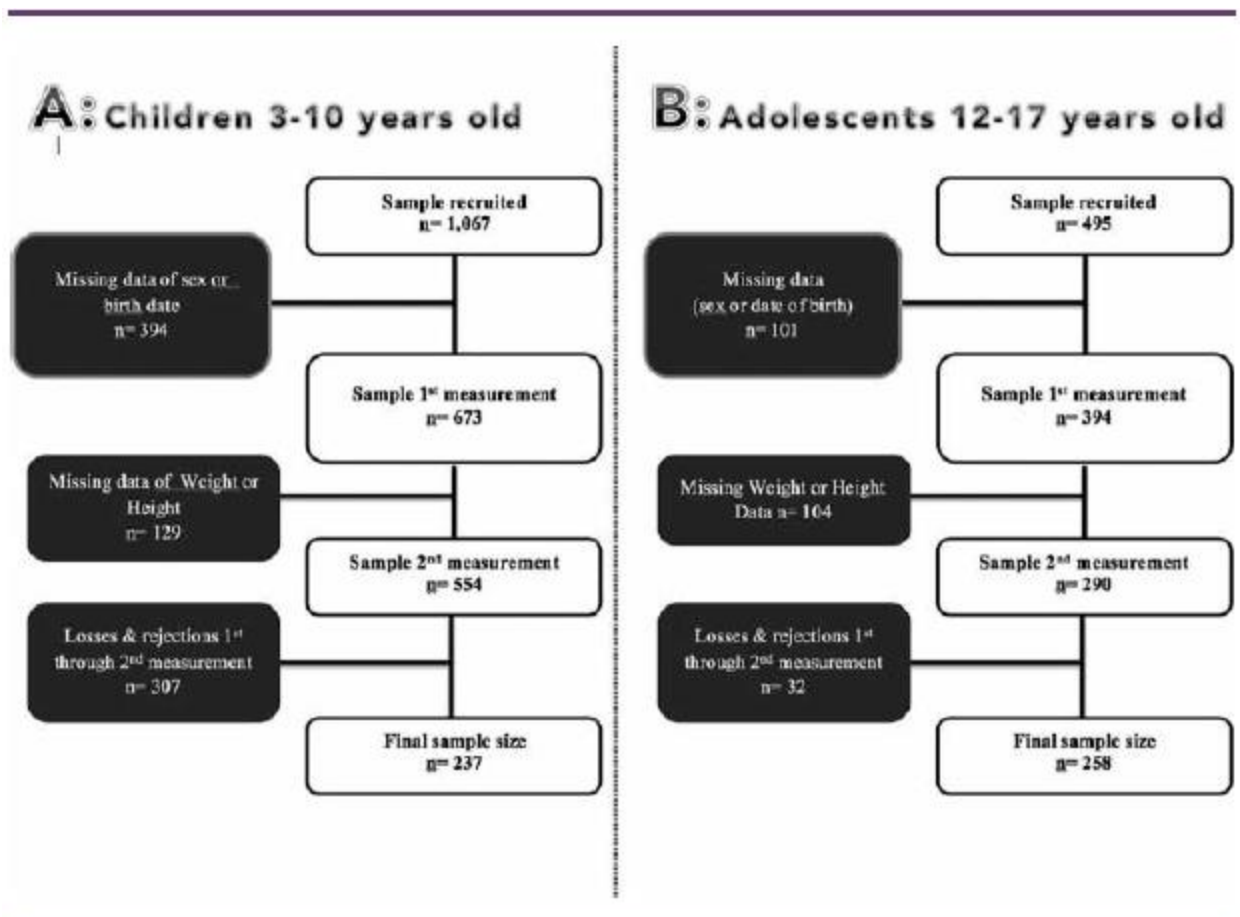 A: Children 3-10 years old
Sample recruited
n= 1,067
Missing data of sex or
birth date
n= 394
Sample 1st measurement
n= 673
Missing data of Weight or
Height
n= 129
Sample 2nd measurement
n= 554
Losses & rejections 1st
through 2nd measurement
n= 307
Final sample size
n= 237
B: Adolescents 12-17 years old
Sample recruited
n= 495
Missing data
(sex or date of birth)
n= 101
Sample 1st measurement
n= 394
Missing Weight or Height
Data n= 104
Sample 2nd measurement
n= 290
Losses & rejections 1st
through 2nd measurement
n= 32
Final sample size
n= 258